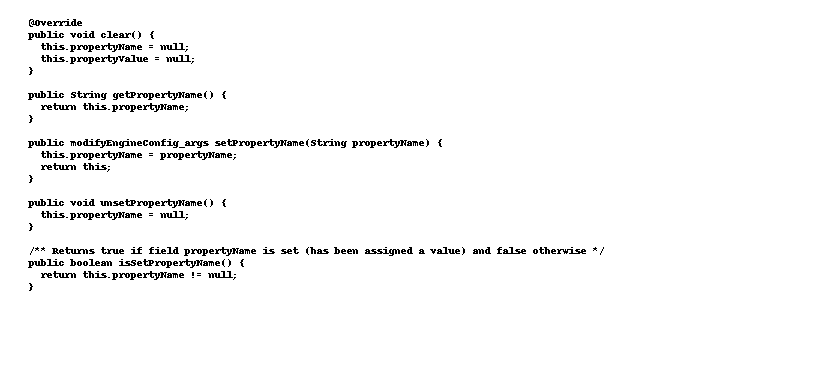 @Override
public void clear() {
this.propertyName = null;
this.propertyValue = null;
}
public String getPropertyName() {
return this.propertyName;
}
public modifyEngineConfig_args setPropertyName(String propertyName) {
this.propertyName = propertyName;
return this;
}
public void unsetPropertyName() {
this.propertyName = null;
}
/** Returns true if field propertyName is set (has been assigned a value) and false otherwise */
public boolean isSetPropertyName() {
return this.propertyName != null;
}